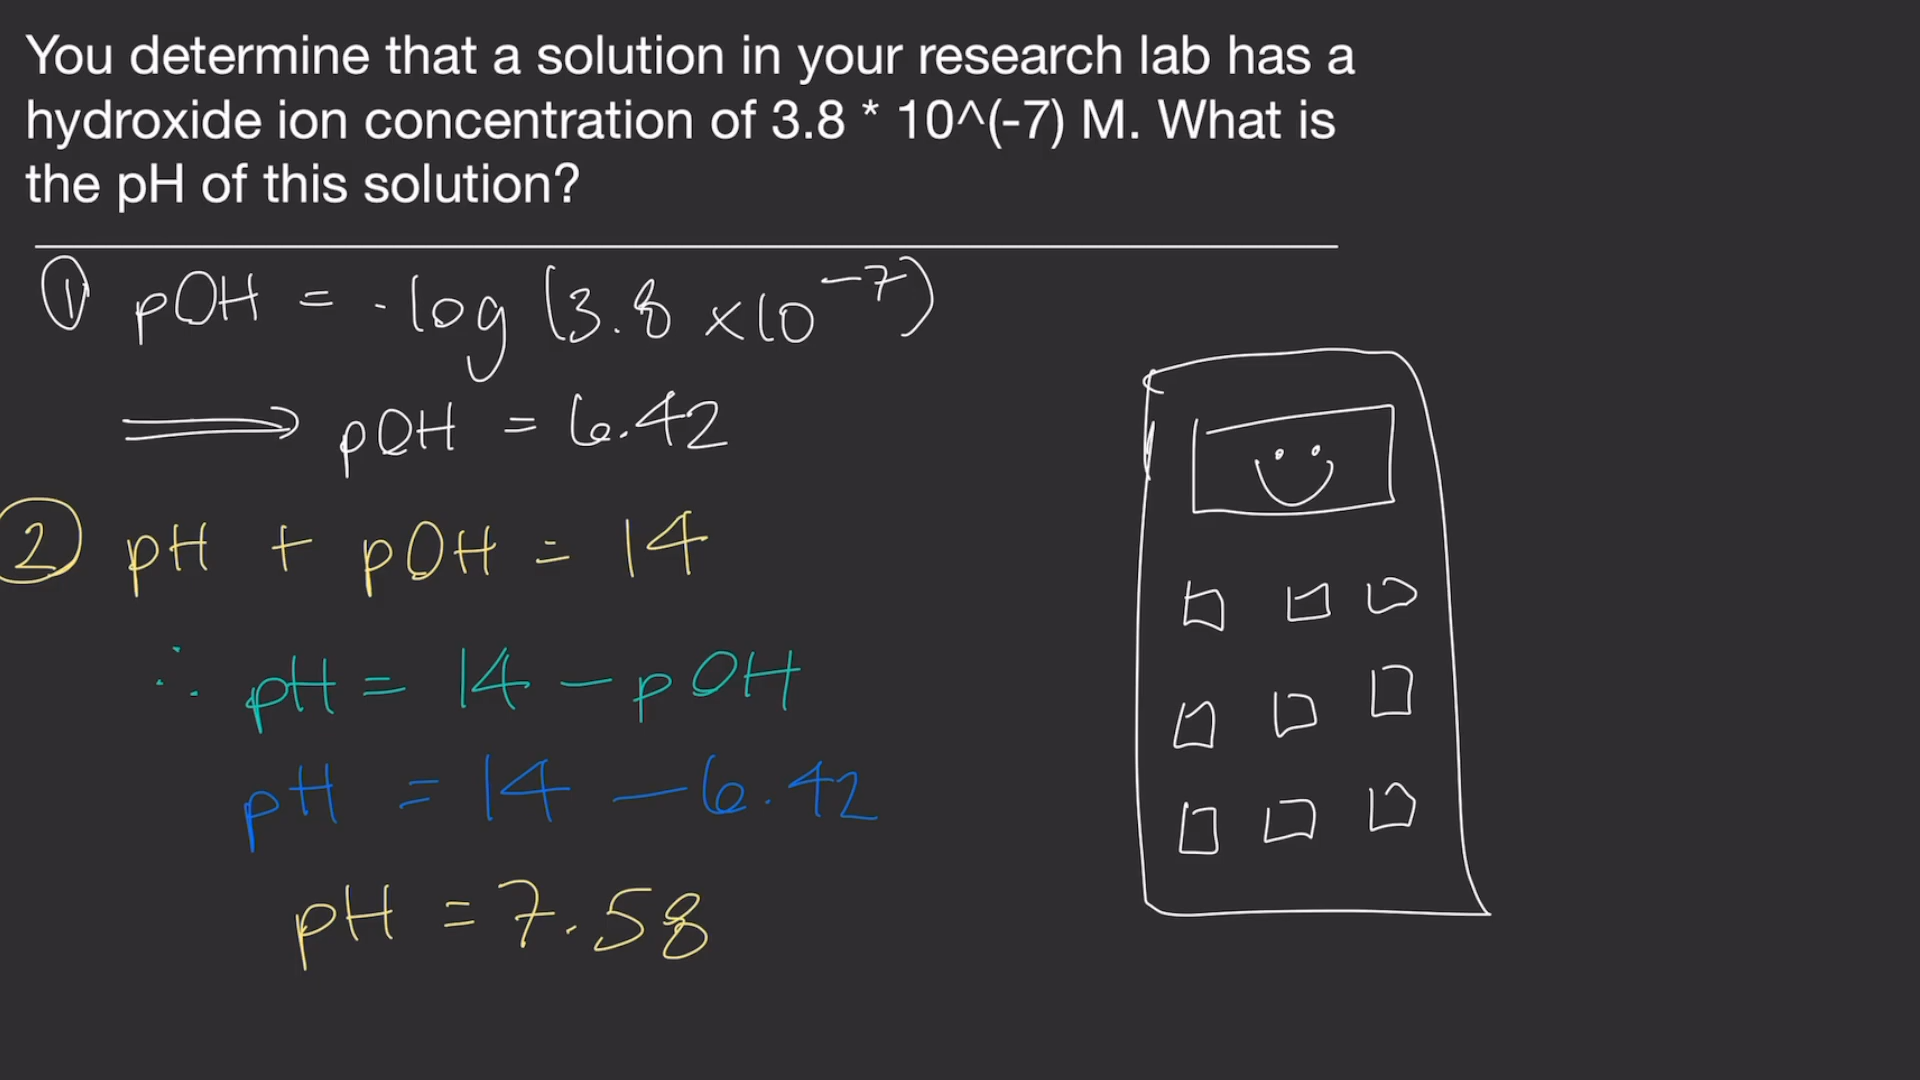 You determine that a solution in your research lab has a
hydroxide ion concentration of 3.8 * 10^(-7) M. What is
the pH of this solution?
① pOH = -log (3.8 x10⁻⁷)
⟹ pOH = 6.42
② pH + pOH = 14
∴ pH = 14 - pOH
pH = 14 - 6.42
pH = 7.58